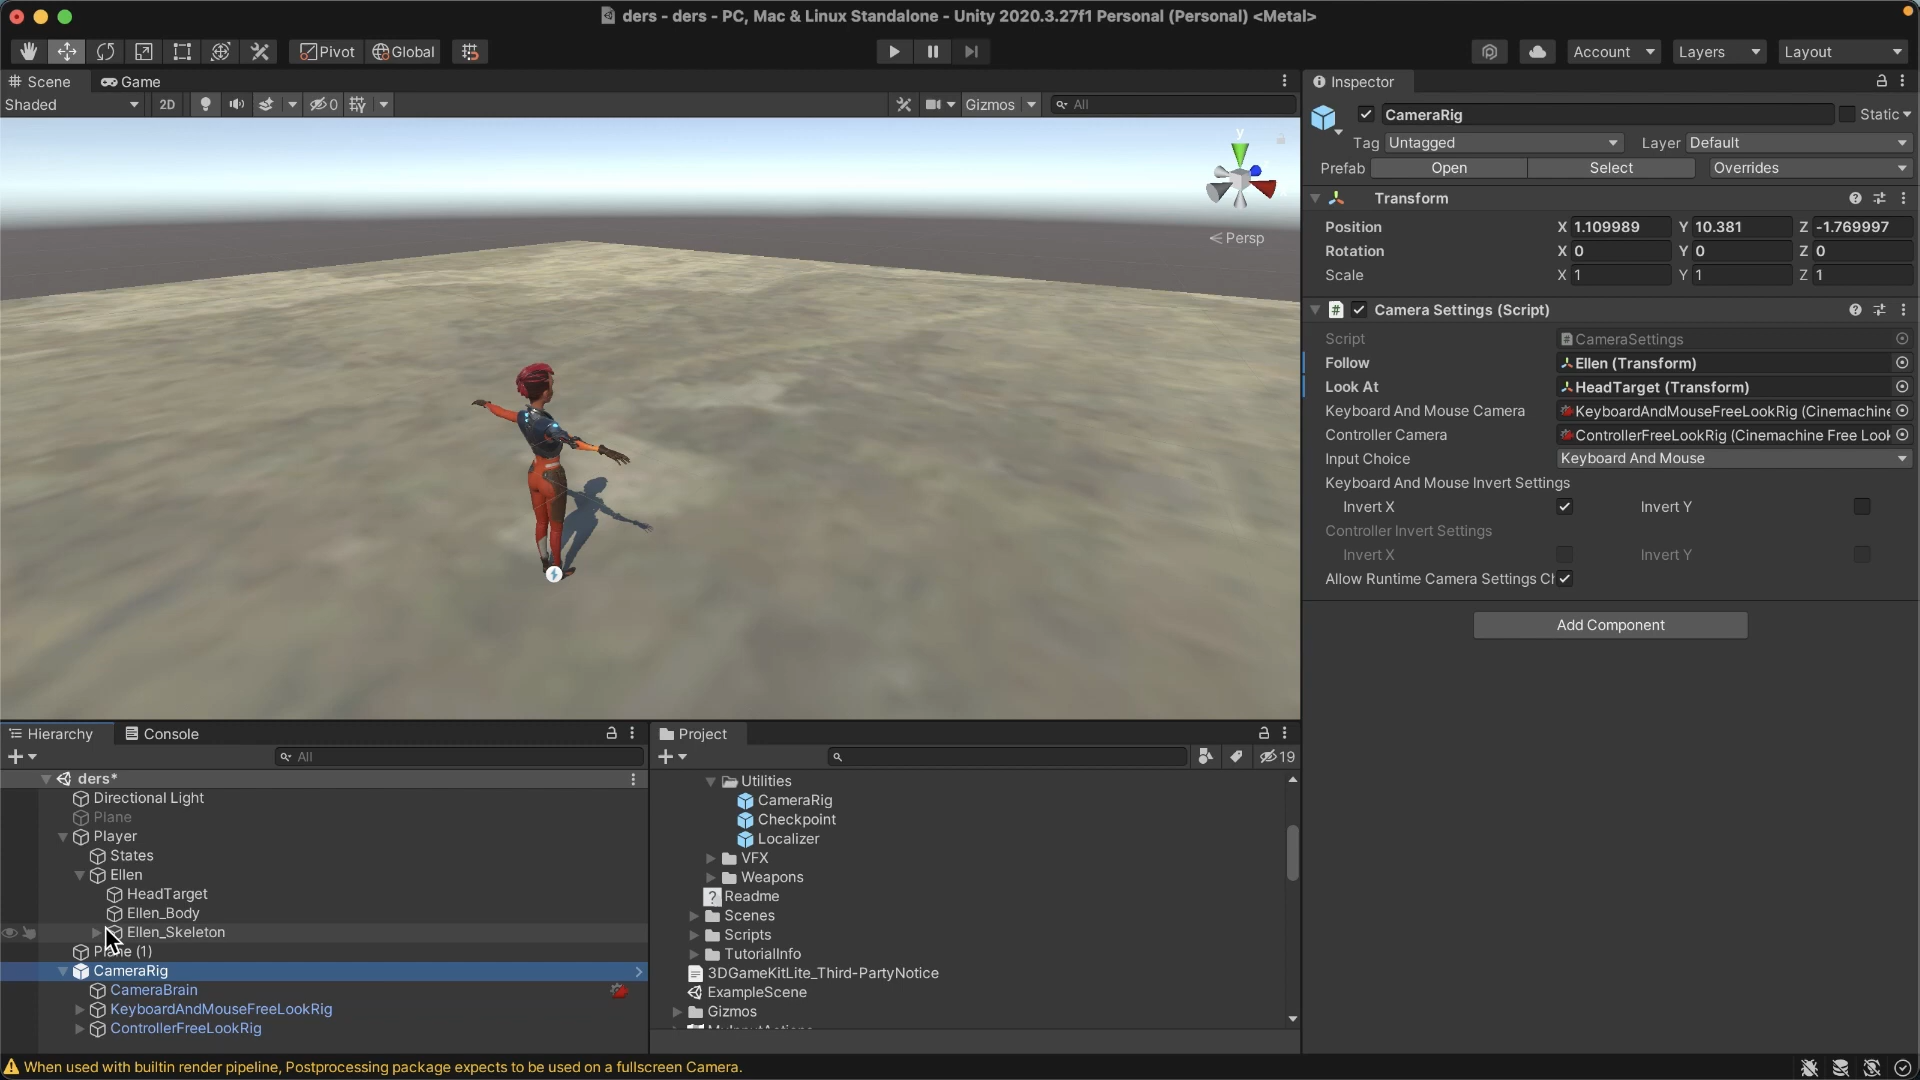 ders - ders - PC, Mac & Linux Standalone - Unity 2020.3.27f1 Personal (Personal) <Metal>
Pivot Global Account Layers Layout
Scene Game
Shaded 2D 0 Gizmos All
y
Persp
Inspector
CameraRig Static
Tag Untagged Layer Default
Prefab Open Select Overrides
Transform
Position X 1.109989 Y 10.381 Z -1.769997
Rotation X 0 Y 0 Z 0
Scale X 1 Y 1 Z 1
# Camera Settings (Script)
Script CameraSettings
Follow Ellen (Transform)
Look At HeadTarget (Transform)
Keyboard And Mouse Camera KeyboardAndMouseFreeLookRig (Cinemachine
Controller Camera ControllerFreeLookRig (Cinemachine Free Look
Input Choice Keyboard And Mouse
Keyboard And Mouse Invert Settings
Invert X Invert Y
Controller Invert Settings
Invert X Invert Y
Allow Runtime Camera Settings Ch
Add Component
Hierarchy Console
All
ders*
Directional Light
Plane
Player
States
Ellen
HeadTarget
Ellen_Body
Ellen_Skeleton
Plane (1)
CameraRig
CameraBrain
KeyboardAndMouseFreeLookRig
ControllerFreeLookRig
Project
19
Utilities
CameraRig
Checkpoint
Localizer
VFX
Weapons
Readme
Scenes
Scripts
TutorialInfo
3DGameKitLite_Third-PartyNotice
ExampleScene
Gizmos
When used with builtin render pipeline, Postprocessing package expects to be used on a fullscreen Camera.